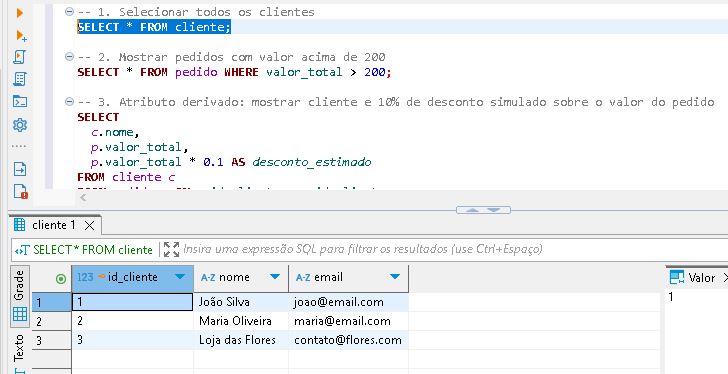 -- 1. Selecionar todos os clientes
SELECT * FROM cliente;
-- 2. Mostrar pedidos com valor acima de 200
SELECT * FROM pedido WHERE valor_total > 200;
-- 3. Atributo derivado: mostrar cliente e 10% de desconto simulado sobre o valor do pedido
SELECT
c.nome,
p.valor_total,
p.valor_total * 0.1 AS desconto_estimado
FROM cliente c
cliente 1
SELECT * FROM cliente
Insira uma expressão SQL para filtrar os resultados (use Ctrl+Espaço)
Grade
Texto
123 id_cliente A-Z nome A-Z email
1 1 João Silva joao@email.com
2 2 Maria Oliveira maria@email.com
3 3 Loja das Flores contato@flores.com
Valor
1